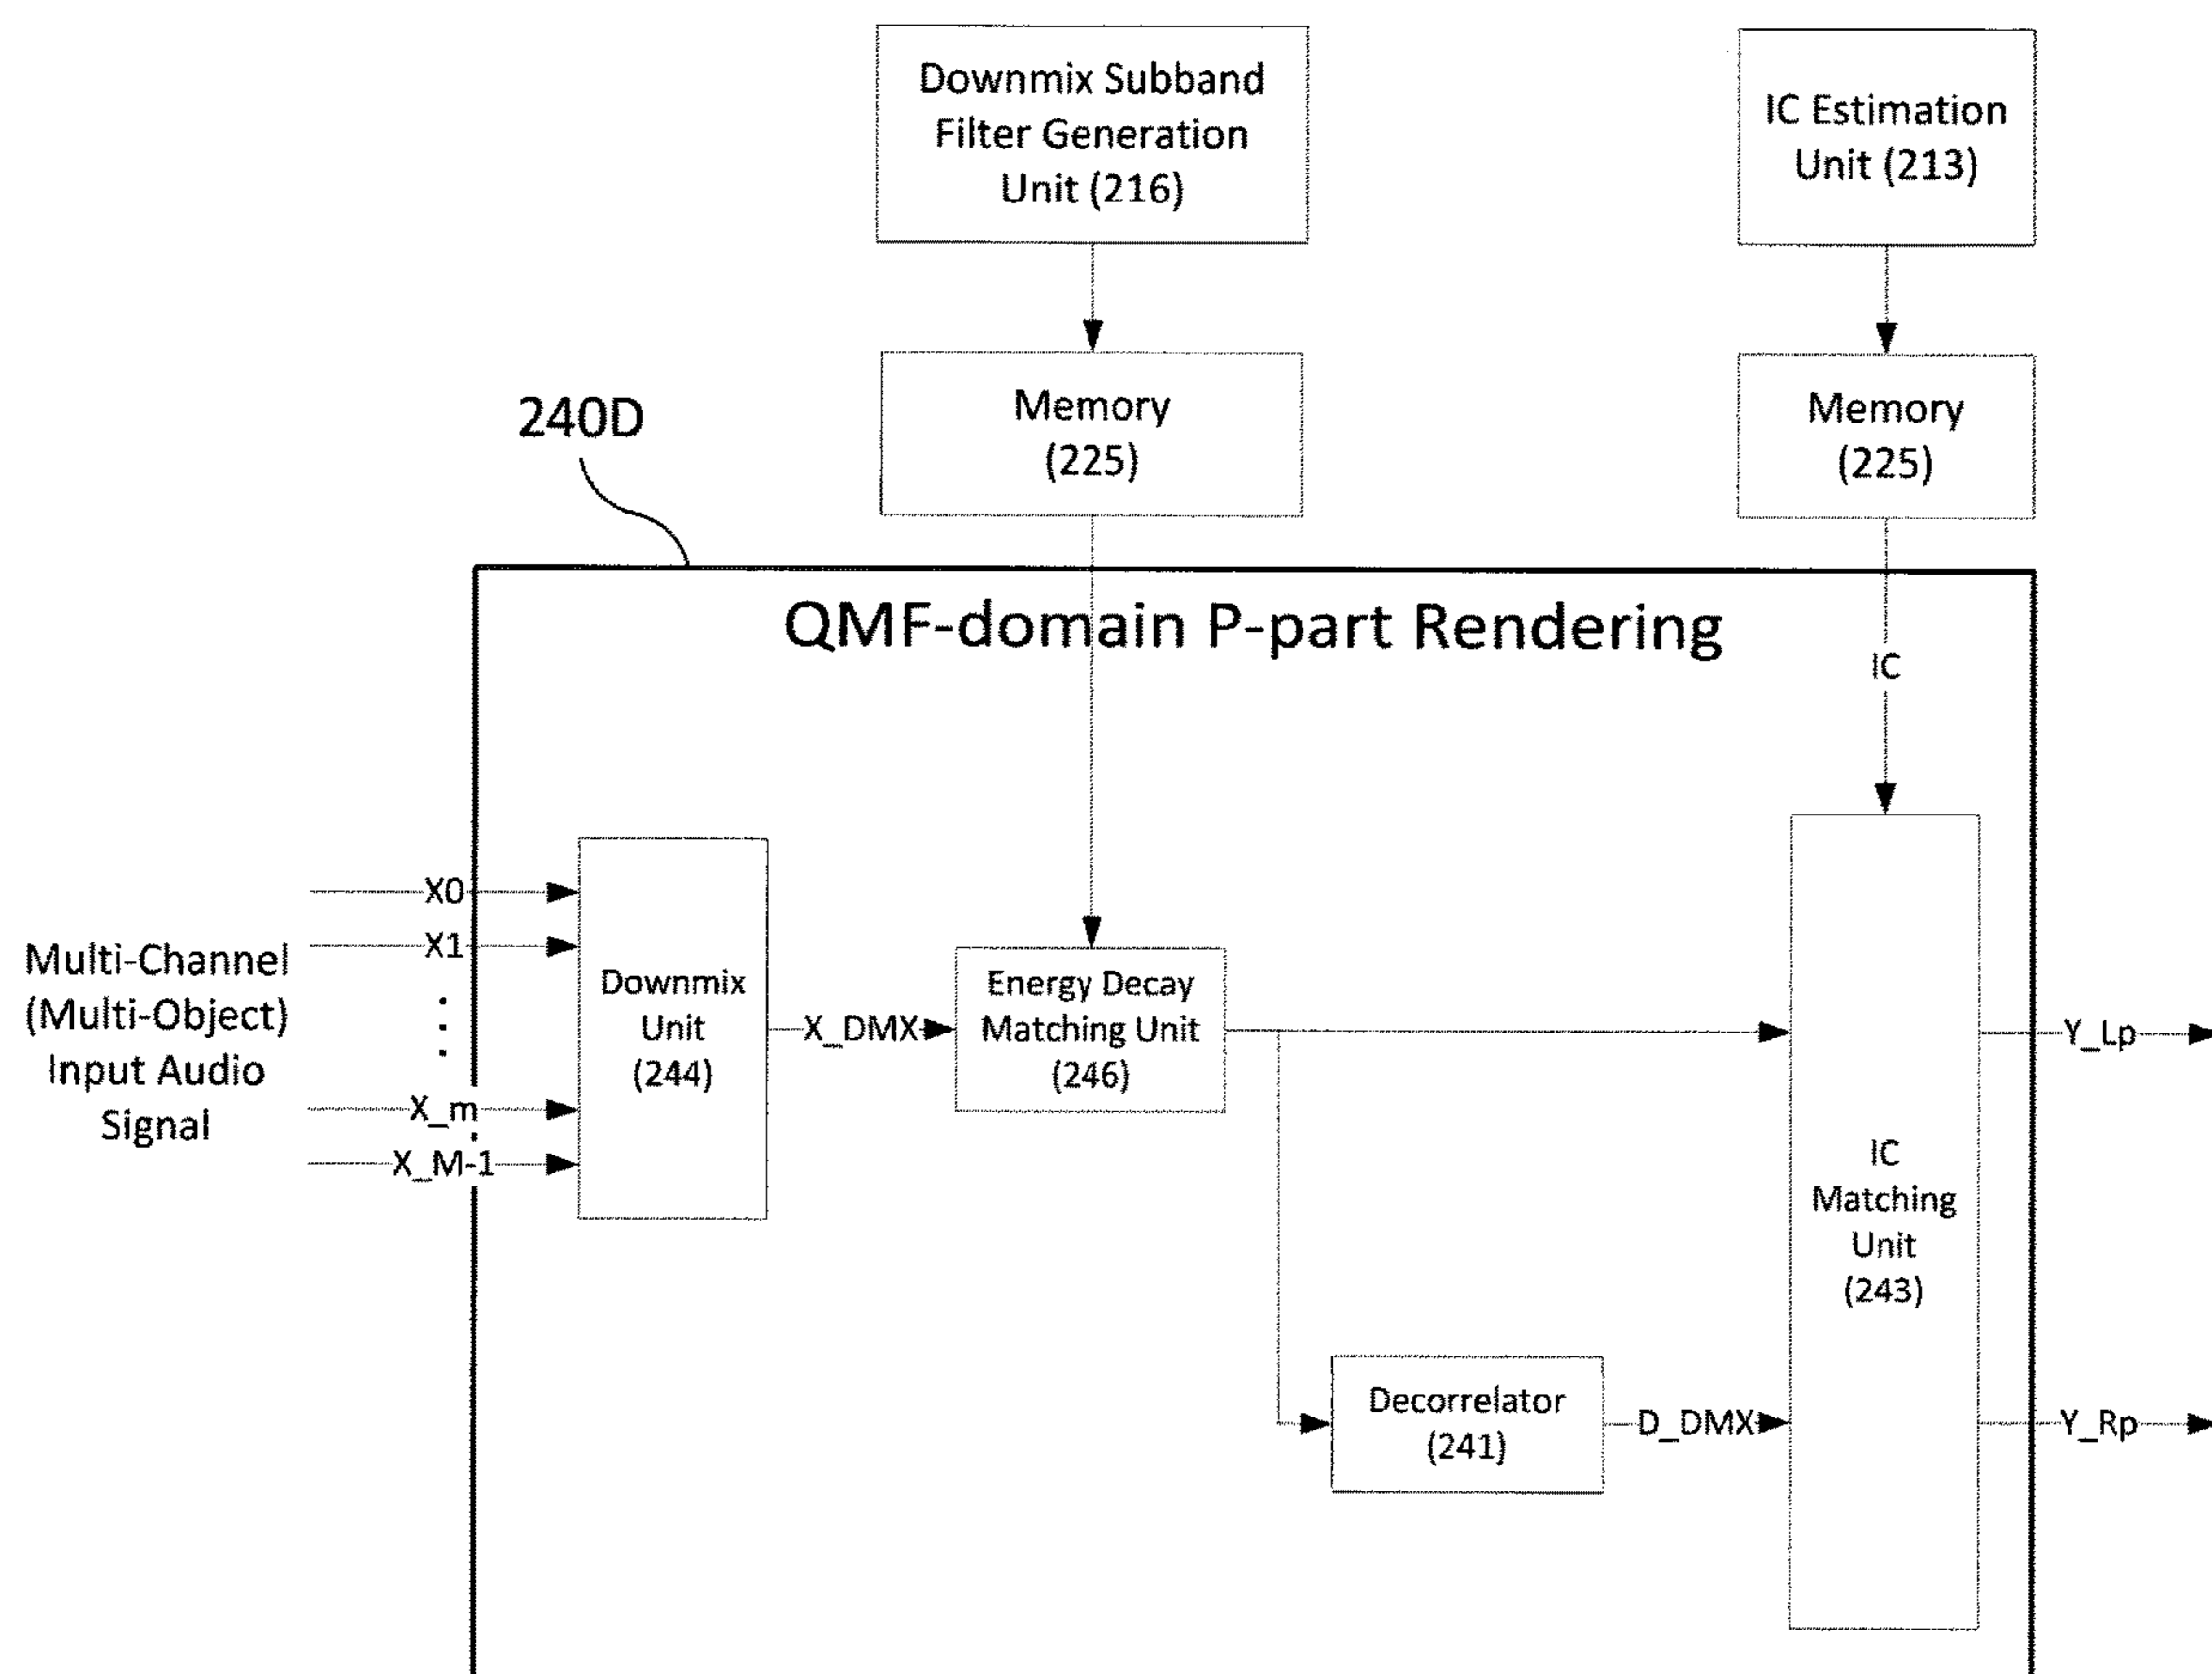 Downmix Subband
Filter Generation
Unit (216)
IC Estimation
Unit (213)
Memory
(225)
Memory
(225)
240D
QMF-domain P-part Rendering
IC
Multi-Channel
(Multi-Object)
Input Audio
Signal
X0
X1
X_m
X_M-1
Downmix
Unit
(244)
X_DMX
Energy Decay
Matching Unit
(246)
Decorrelator
(241)
D_DMX
IC
Matching
Unit
(243)
Y_Lp
Y_Rp